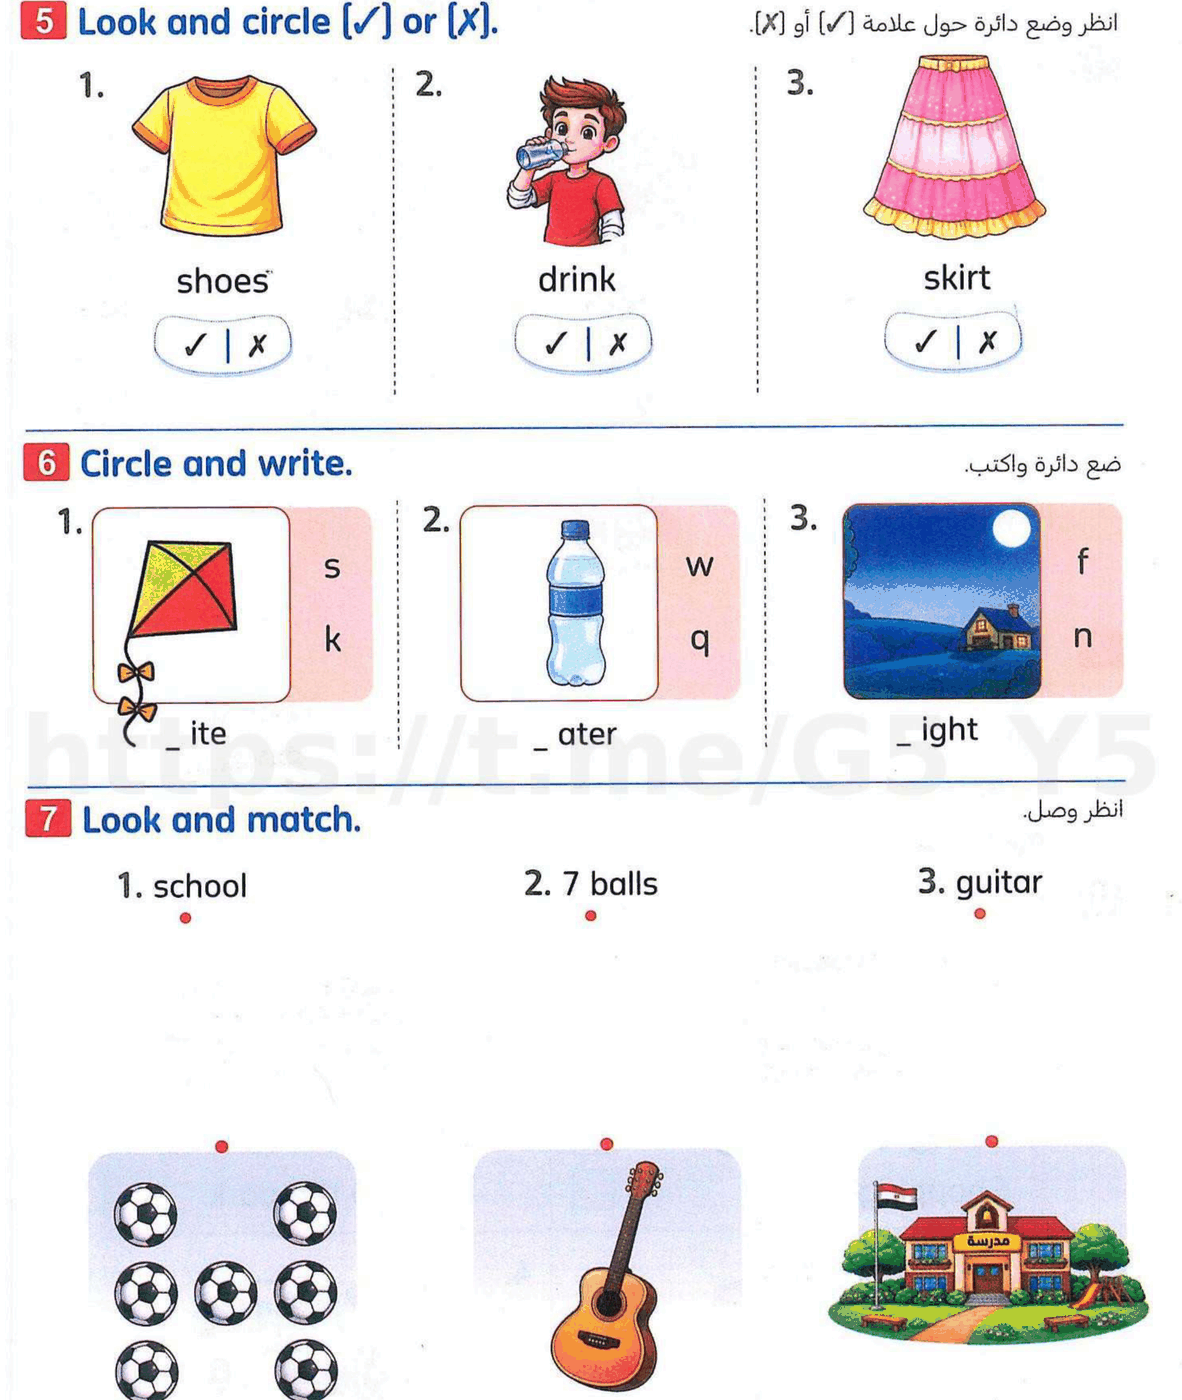 5 Look and circle (✓) or (✗).
انظر وضع دائرة حول علامة (✓) أو (✗).
1.
2.
3.
shoes
drink
skirt
✓ | ✗
✓ | ✗
✓ | ✗
6 Circle and write.
ضع دائرة واكتب.
1.
s
k
_ ite
2.
w
q
_ ater
3.
f
n
_ ight
https://t.me/G5_Y5
7 Look and match.
انظر وصل.
1. school
2. 7 balls
3. guitar
مدرسة